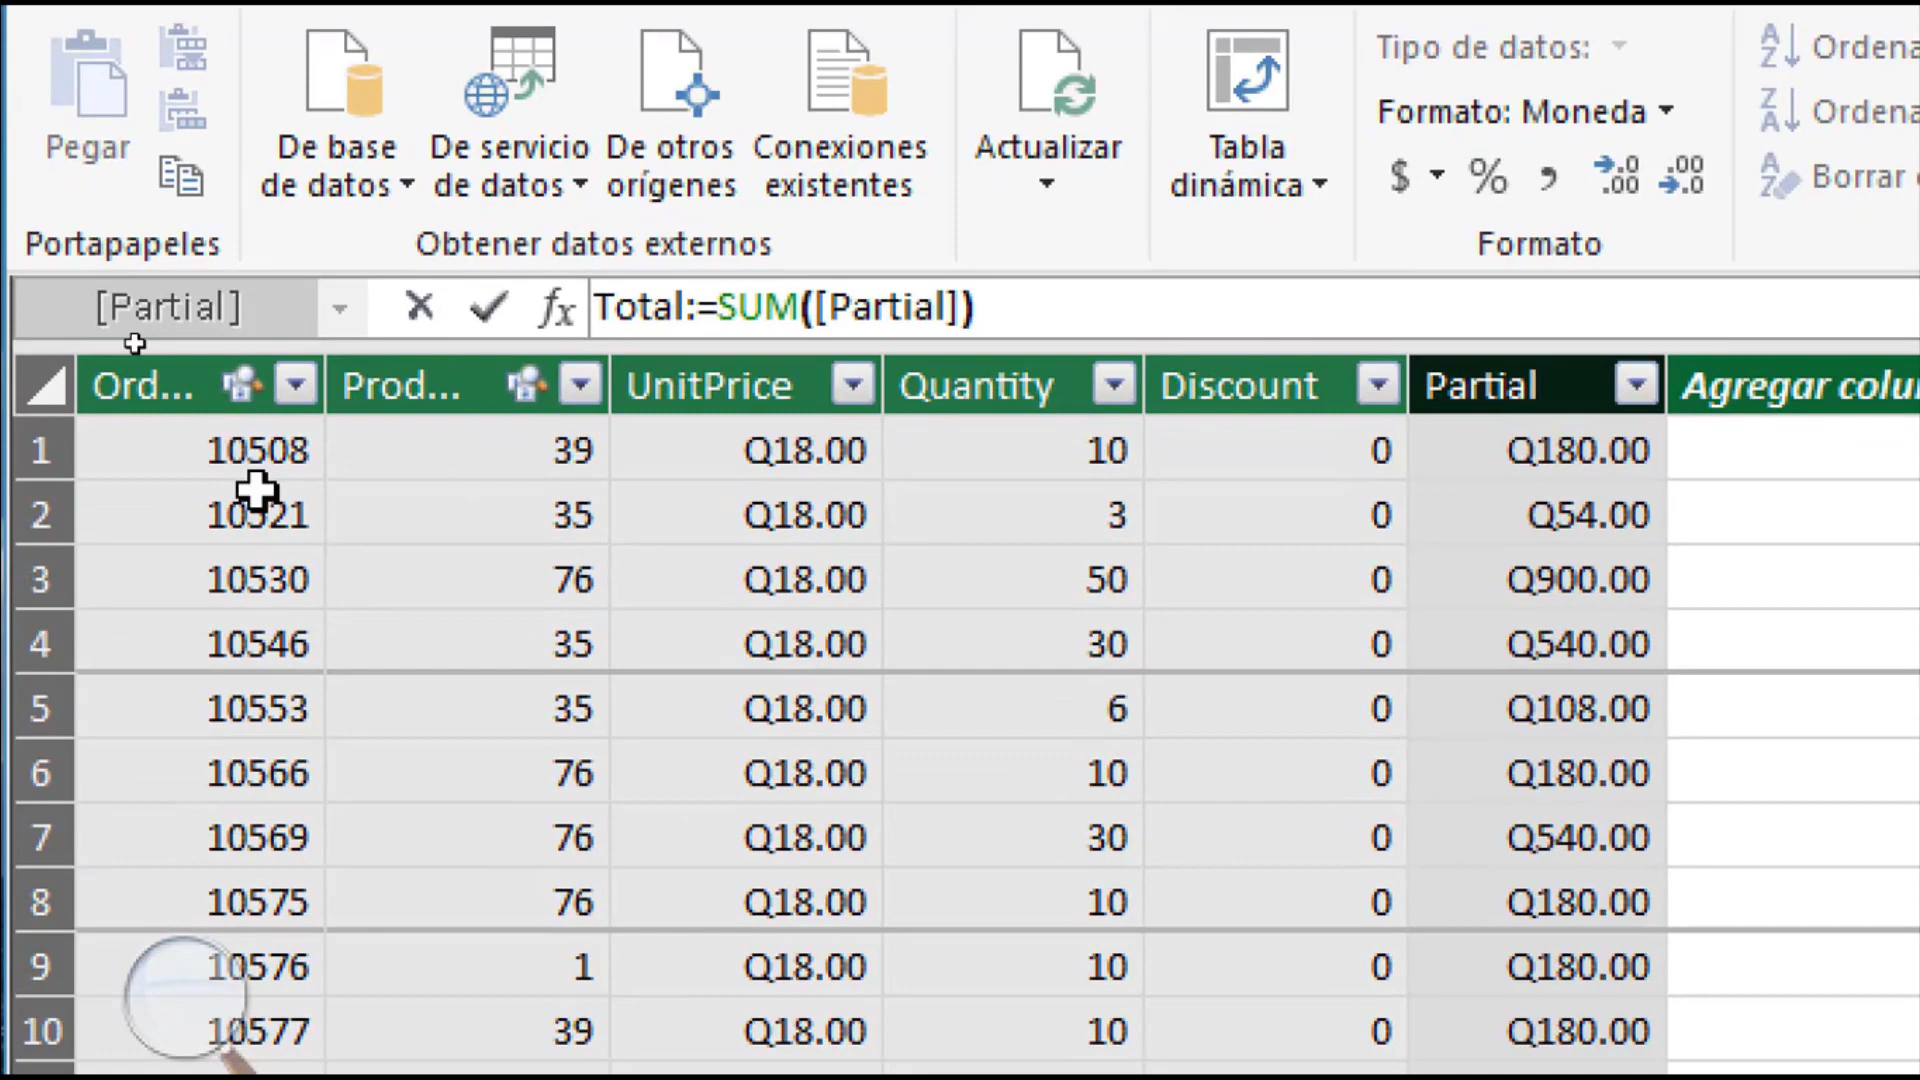 Pegar
De base de datos
De servicio de datos
De otros orígenes
Conexiones existentes
Actualizar
Tabla dinámica
Tipo de datos:
Formato: Moneda
$ % , .0 .00 .00 .0
A Z Ordena
Z A Ordena
A Z Borrar
Portapapeles
Obtener datos externos
Formato
[Partial] fx Total:=SUM([Partial])
Ord... Prod... UnitPrice Quantity Discount Partial Agregar colu
1 10508 39 Q18.00 10 0 Q180.00
2 10521 35 Q18.00 3 0 Q54.00
3 10530 76 Q18.00 50 0 Q900.00
4 10546 35 Q18.00 30 0 Q540.00
5 10553 35 Q18.00 6 0 Q108.00
6 10566 76 Q18.00 10 0 Q180.00
7 10569 76 Q18.00 30 0 Q540.00
8 10575 76 Q18.00 10 0 Q180.00
9 10576 1 Q18.00 10 0 Q180.00
10 10577 39 Q18.00 10 0 Q180.00